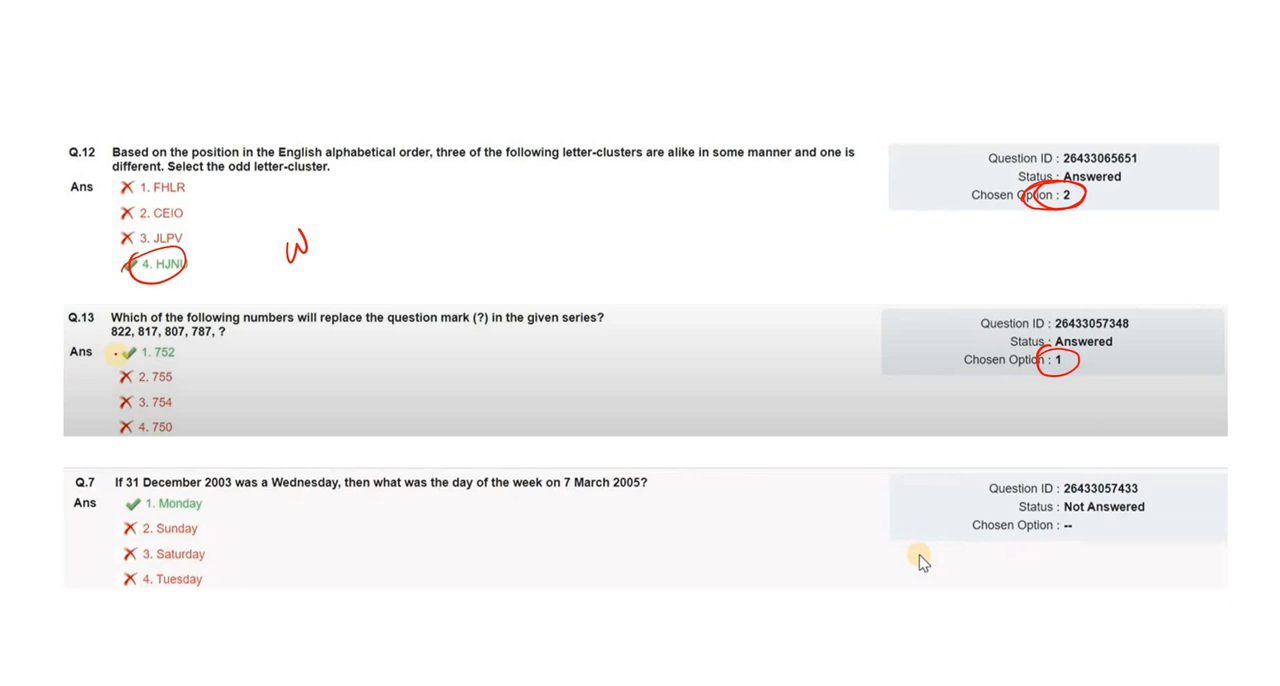 Q.12 Based on the position in the English alphabetical order, three of the following letter-clusters are alike in some manner and one is
different. Select the odd letter-cluster.
Ans 1. FHLR
2. CEIO
3. JLPV
4. HJNU
W
Question ID : 26433065651
Status : Answered
Chosen Option : 2
Q.13 Which of the following numbers will replace the question mark (?) in the given series?
822, 817, 807, 787, ?
Ans 1. 752
2. 755
3. 754
4. 750
Question ID : 26433057348
Status : Answered
Chosen Option : 1
Q.7 If 31 December 2003 was a Wednesday, then what was the day of the week on 7 March 2005?
Ans 1. Monday
2. Sunday
3. Saturday
4. Tuesday
Question ID : 26433057433
Status : Not Answered
Chosen Option : --